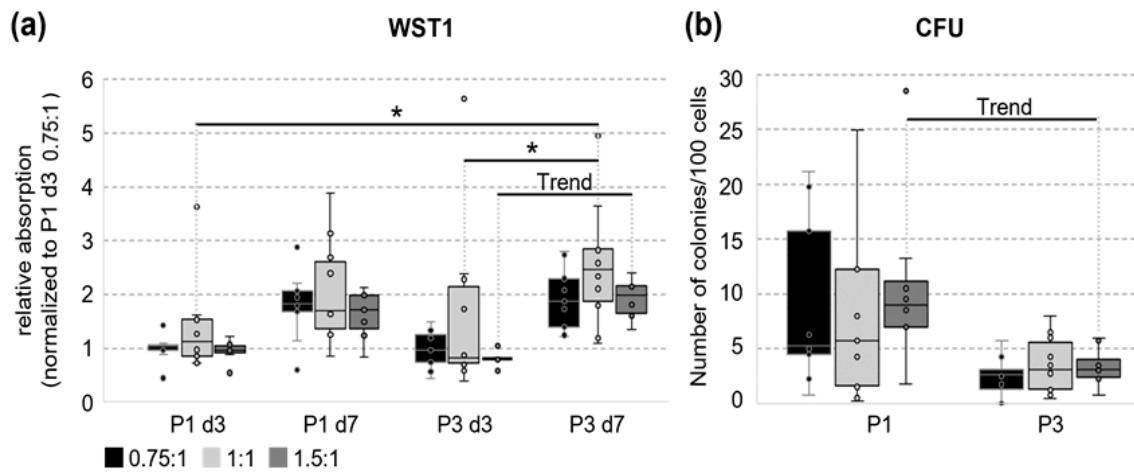 (a)
WST1
relative absorption
(normalized to P1 d3 0.75:1)
6
5
4
3
2
1
0
*
*
Trend
P1 d3 P1 d7 P3 d3 P3 d7
0.75:1 1:1 1.5:1
(b)
CFU
Number of colonies/100 cells
30
25
20
15
10
5
0
Trend
P1 P3